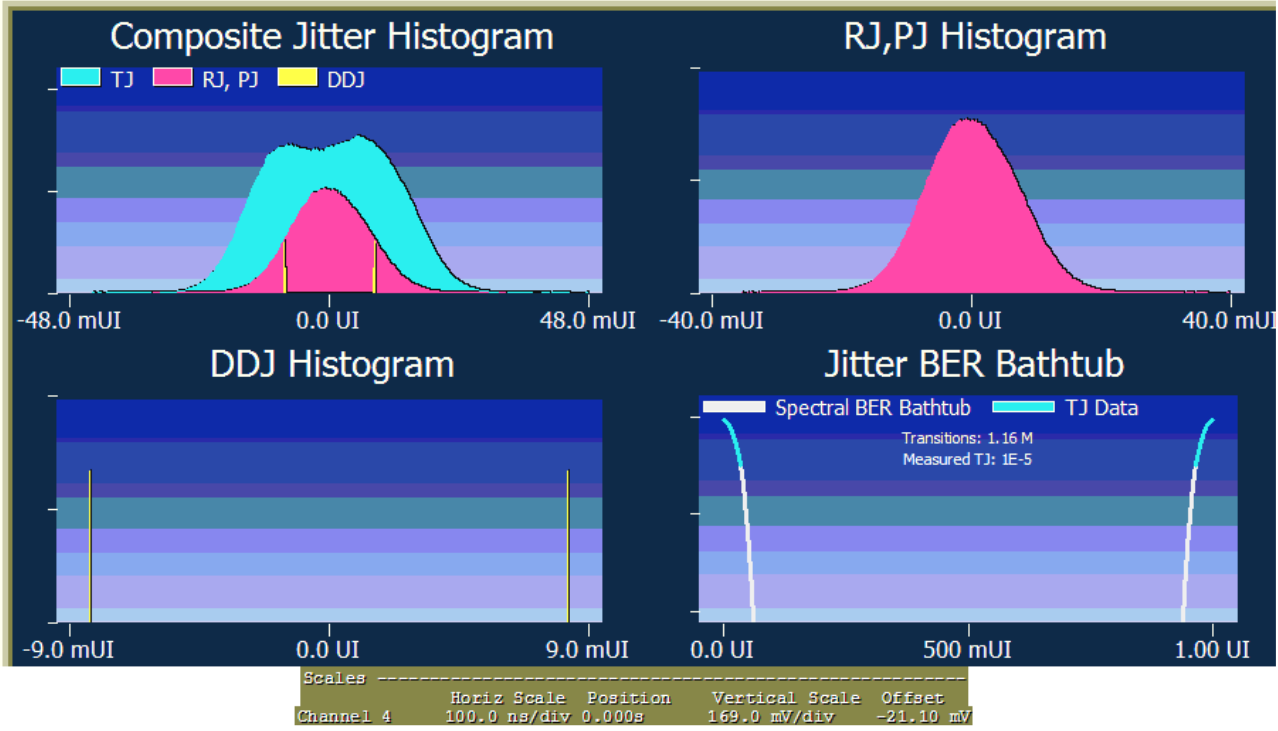 Composite Jitter Histogram
TJ RJ, PJ DDJ
-48.0 mUI 0.0 UI 48.0 mUI
RJ,PJ Histogram
-40.0 mUI 0.0 UI 40.0 mUI
DDJ Histogram
-9.0 mUI 0.0 UI 9.0 mUI
Jitter BER Bathtub
Spectral BER Bathtub TJ Data
Transitions: 1.16 M
Measured TJ: 1E-5
0.0 UI 500 mUI 1.00 UI
Scales --------------------------------------------------------
Horiz Scale Position Vertical Scale Offset
Channel 4 100.0 ns/div 0.000s 169.0 mV/div -21.10 mV